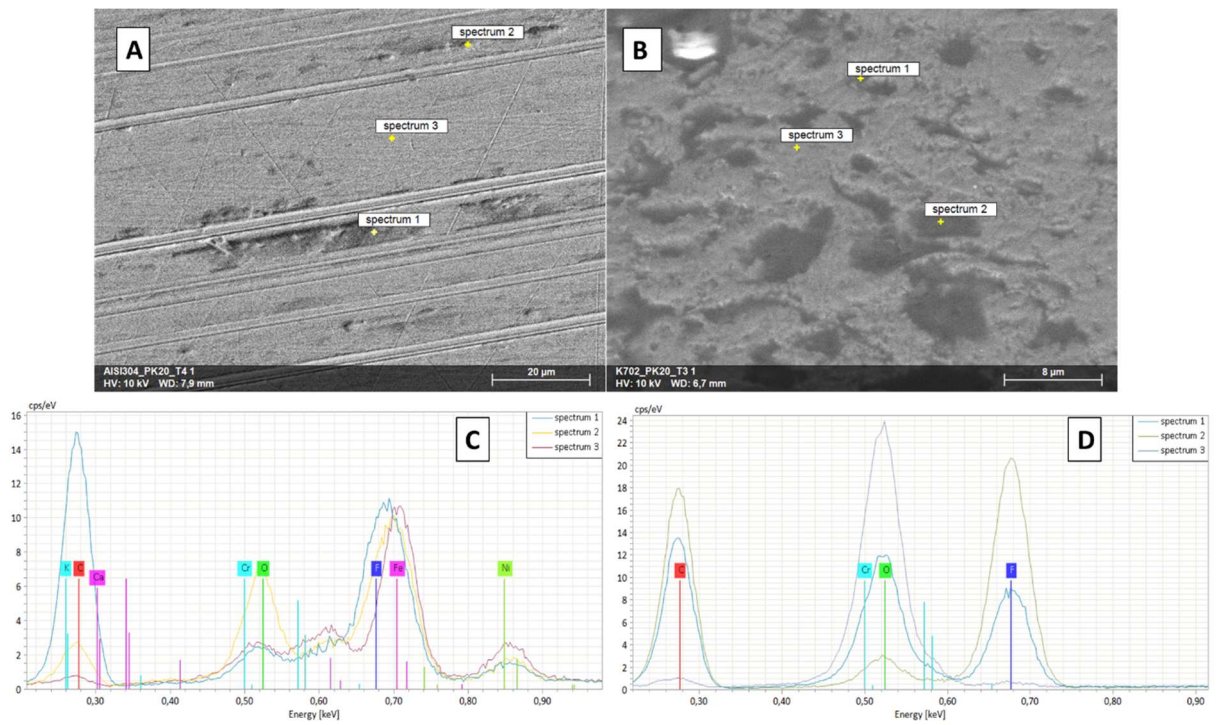 A
spectrum 2
spectrum 3
spectrum 1
AISI304_PK20_T4 1
HV: 10 kV WD: 7,9 mm
20 µm
B
spectrum 1
spectrum 3
spectrum 2
K702_PK20_T3 1
HV: 10 kV WD: 6,7 mm
8 µm
cps/eV
16
14
12
10
8
6
4
2
0
C
spectrum 1
spectrum 2
spectrum 3
K C Ca Cr O F Fe Ni
0,30 0,40 0,50 0,60 0,70 0,80 0,90
Energy [keV]
cps/eV
24
22
20
18
16
14
12
10
8
6
4
2
0
D
spectrum 1
spectrum 2
spectrum 3
C Cr O F
0,30 0,40 0,50 0,60 0,70 0,80 0,90
Energy [keV]